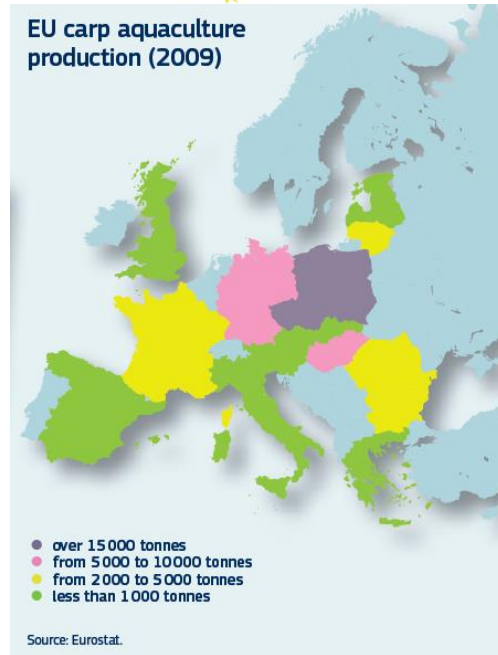 EU carp aquaculture
production (2009)
over 15 000 tonnes
from 5 000 to 10 000 tonnes
from 2 000 to 5 000 tonnes
less than 1 000 tonnes
Source: Eurostat.